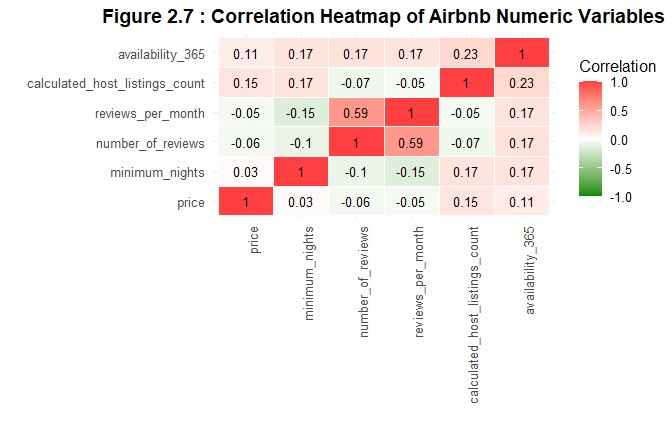 Figure 2.7 : Correlation Heatmap of Airbnb Numeric Variables
availability_365 0.11 0.17 0.17 0.17 0.23 1
calculated_host_listings_count 0.15 0.17 -0.07 -0.05 1 0.23
reviews_per_month -0.05 -0.15 0.59 1 -0.05 0.17
number_of_reviews -0.06 -0.1 1 0.59 -0.07 0.17
minimum_nights 0.03 1 -0.1 -0.15 0.17 0.17
price 1 0.03 -0.06 -0.05 0.15 0.11
price
minimum_nights
number_of_reviews
reviews_per_month
calculated_host_listings_count
availability_365
Correlation
1.0
0.5
0.0
-0.5
-1.0